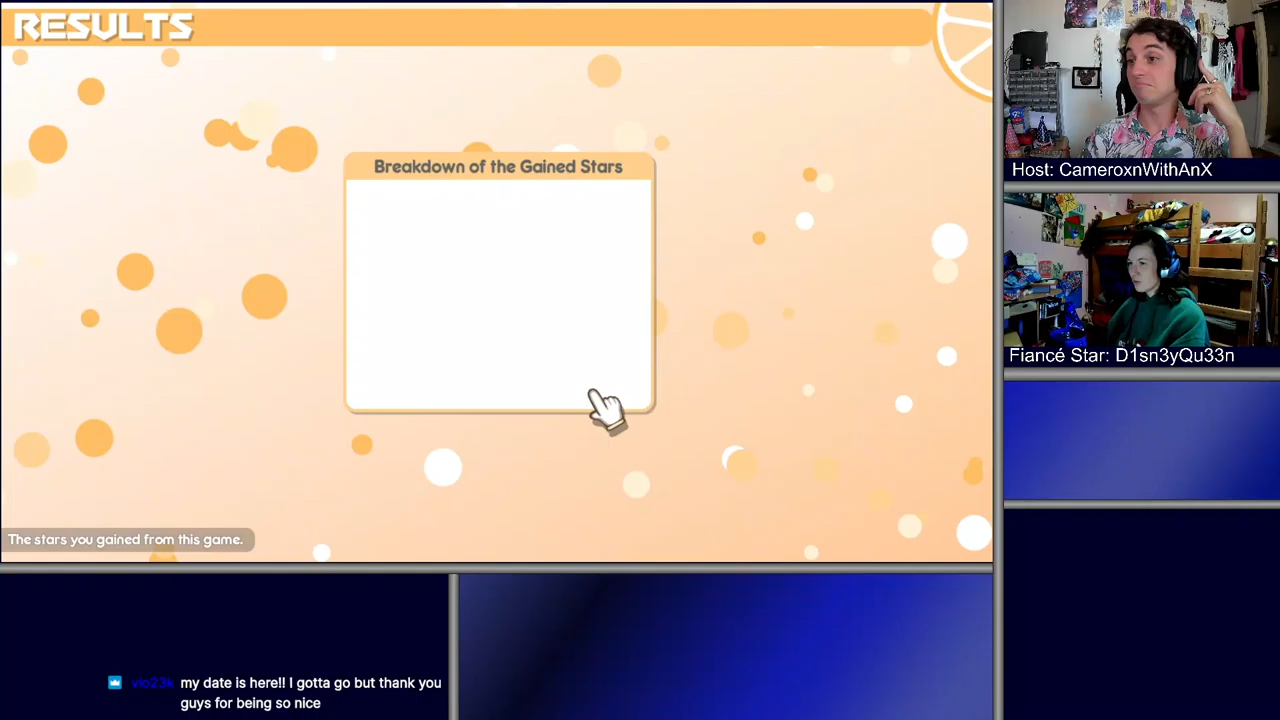 RESULTS
Breakdown of the Gained Stars
The stars you gained from this game.
Host: CameroxnWithAnX
Fiancé Star: D1sn3yQu33n
vio23k my date is here!! I gotta go but thank you
guys for being so nice